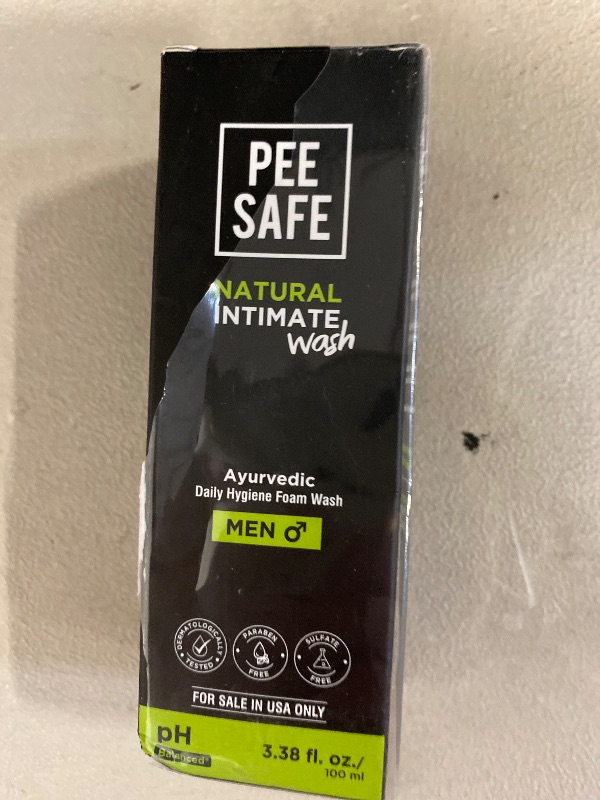 PEE
SAFE
NATURAL
INTIMATE
Wash
Ayurvedic
Daily Hygiene Foam Wash
MEN ♂
DERMATOLOGICALLY
TESTED
PARABEN
FREE
SULFATE
FREE
FOR SALE IN USA ONLY
pH
Balanced*
3.38 fl. oz./
100 ml